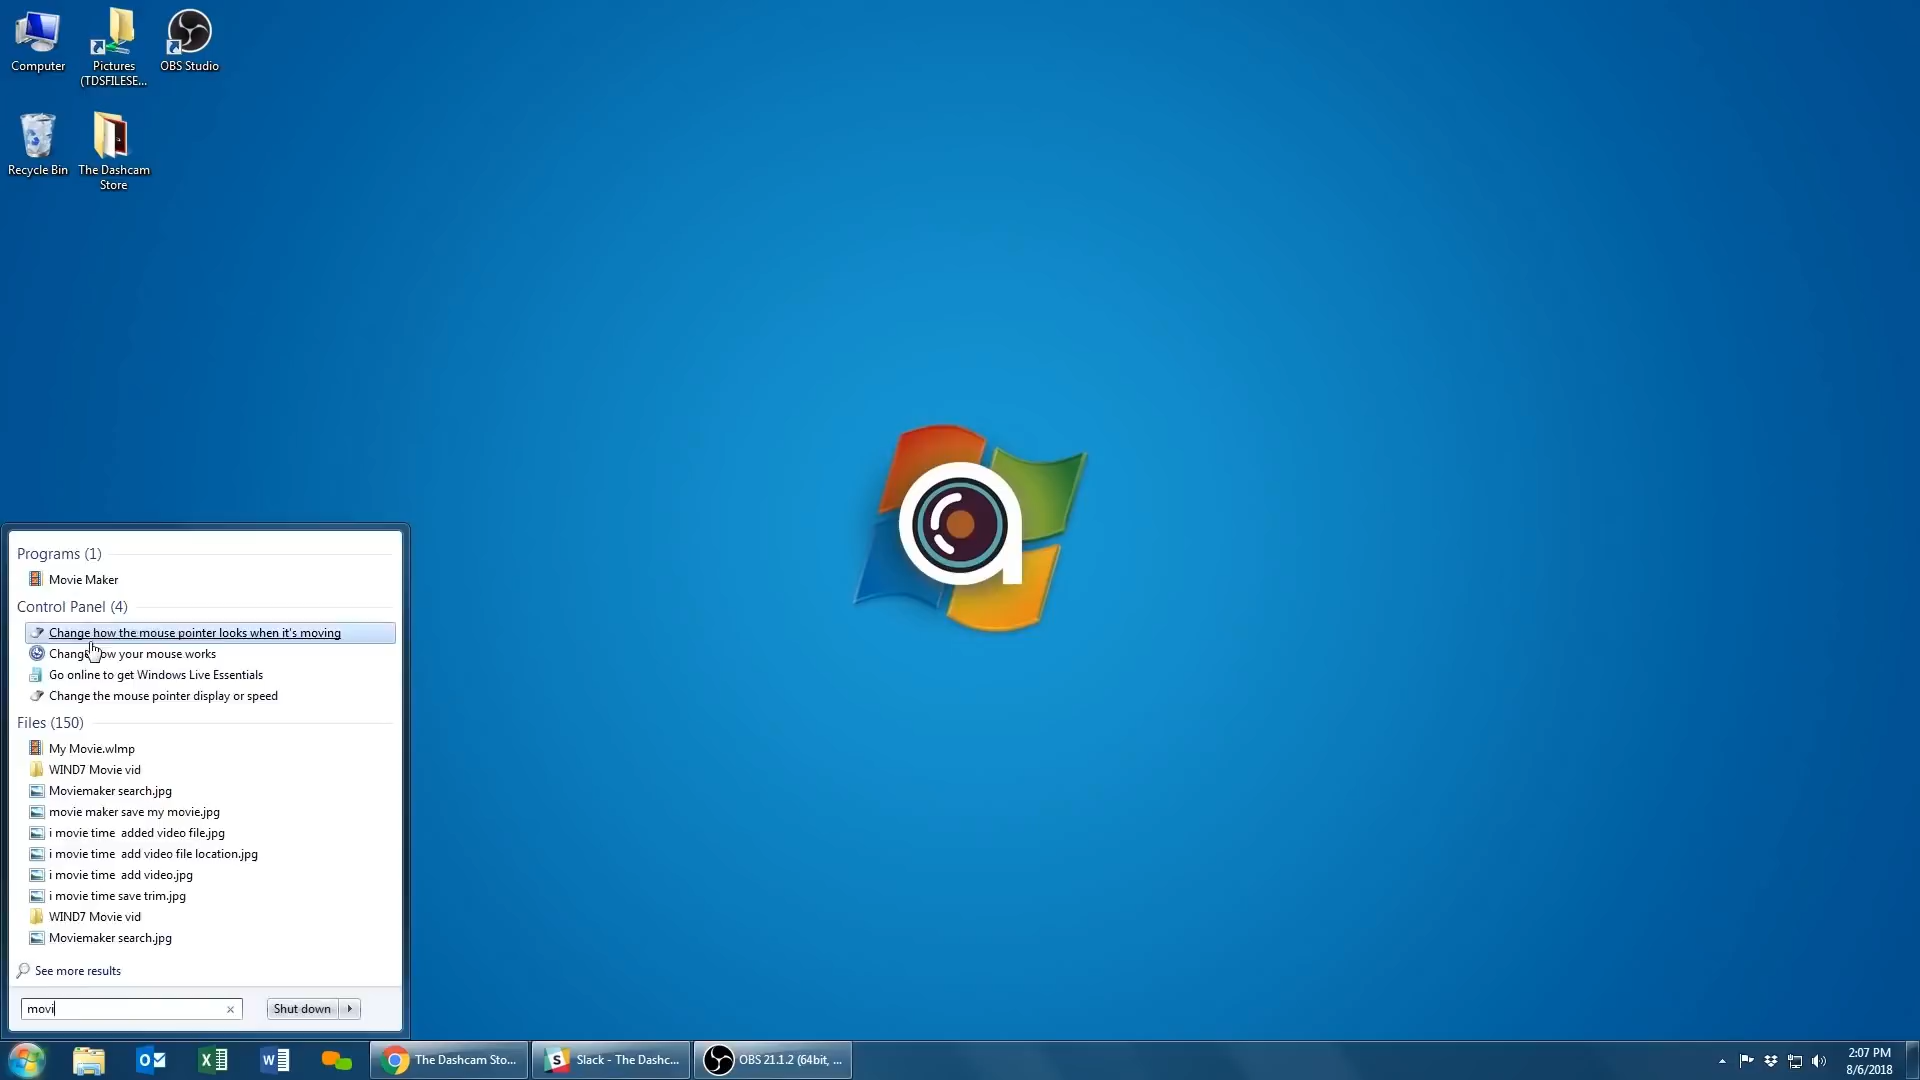 Computer
Pictures
(TDSFILESE...
OBS Studio
Recycle Bin
The Dashcam
Store
Programs (1)
Movie Maker
Control Panel (4)
Change how the mouse pointer looks when it's moving
Change how your mouse works
Go online to get Windows Live Essentials
Change the mouse pointer display or speed
Files (150)
My Movie.wlmp
WIND7 Movie vid
Moviemaker search.jpg
movie maker save my movie.jpg
i movie time  added video file.jpg
i movie time  add video file location.jpg
i movie time  add video.jpg
i movie time save trim.jpg
WIND7 Movie vid
Moviemaker search.jpg
See more results
movi
Shut down
The Dashcam Sto...
Slack - The Dashc...
OBS 21.1.2 (64bit, ...
2:07 PM
8/6/2018